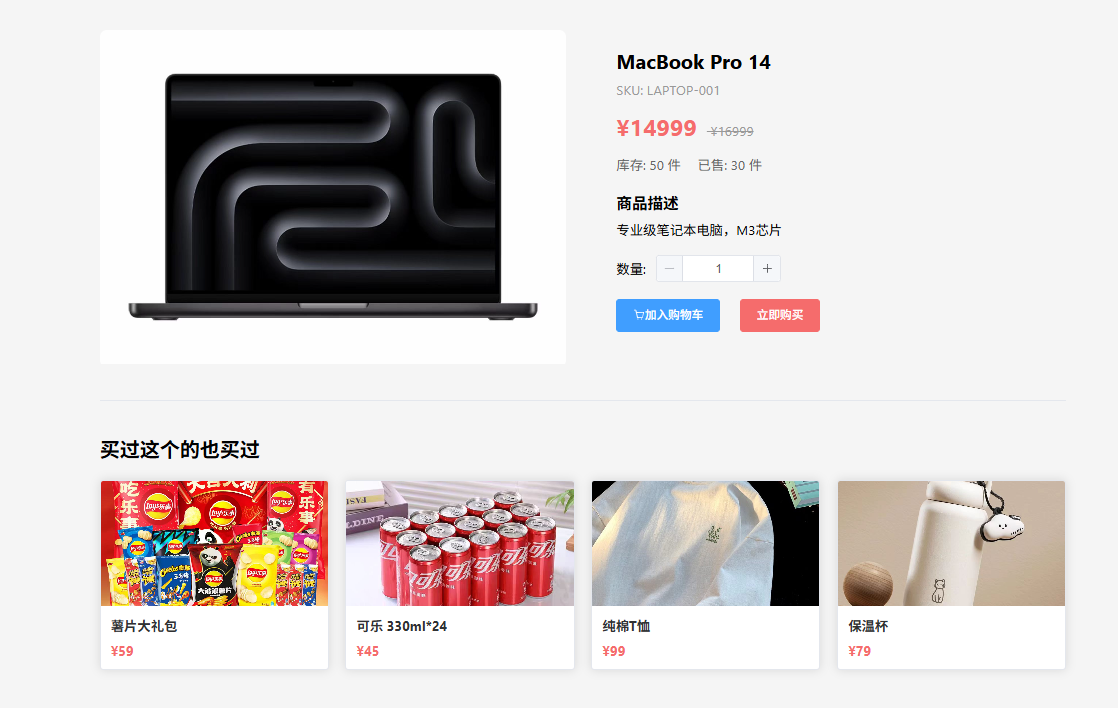 MacBook Pro 14
SKU: LAPTOP-001
¥14999 ¥16999
库存: 50 件 已售: 30 件
商品描述
专业级笔记本电脑，M3芯片
数量: 1
加入购物车 立即购买
买过这个的也买过
薯片大礼包
¥59
可乐 330ml*24
¥45
纯棉T恤
¥99
保温杯
¥79